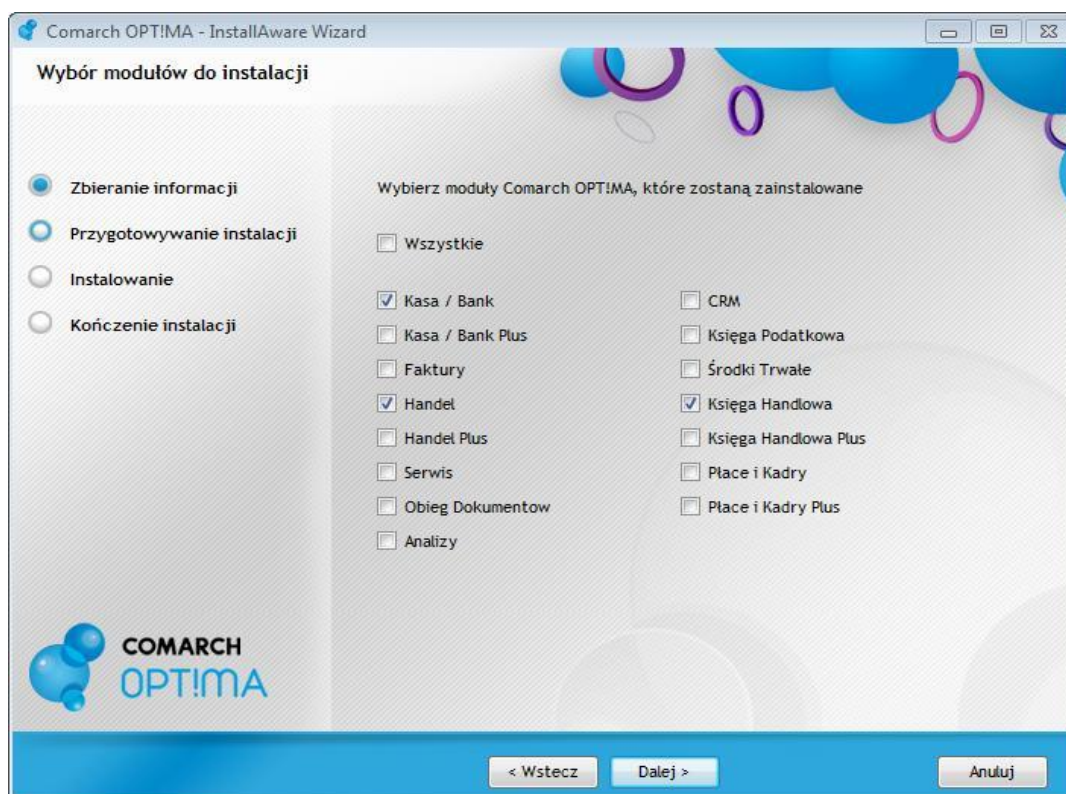 Comarch OPT!MA - InstallAware Wizard
Wybór modułów do instalacji
Zbieranie informacji
Przygotowywanie instalacji
Instalowanie
Kończenie instalacji
Wybierz moduły Comarch OPT!MA, które zostaną zainstalowane
Wszystkie
Kasa / Bank
Kasa / Bank Plus
Faktury
Handel
Handel Plus
Serwis
Obieg Dokumentow
Analizy
CRM
Księga Podatkowa
Środki Trwałe
Księga Handlowa
Księga Handlowa Plus
Płace i Kadry
Płace i Kadry Plus
COMARCH
OPT!MA
< Wstecz
Dalej >
Anuluj